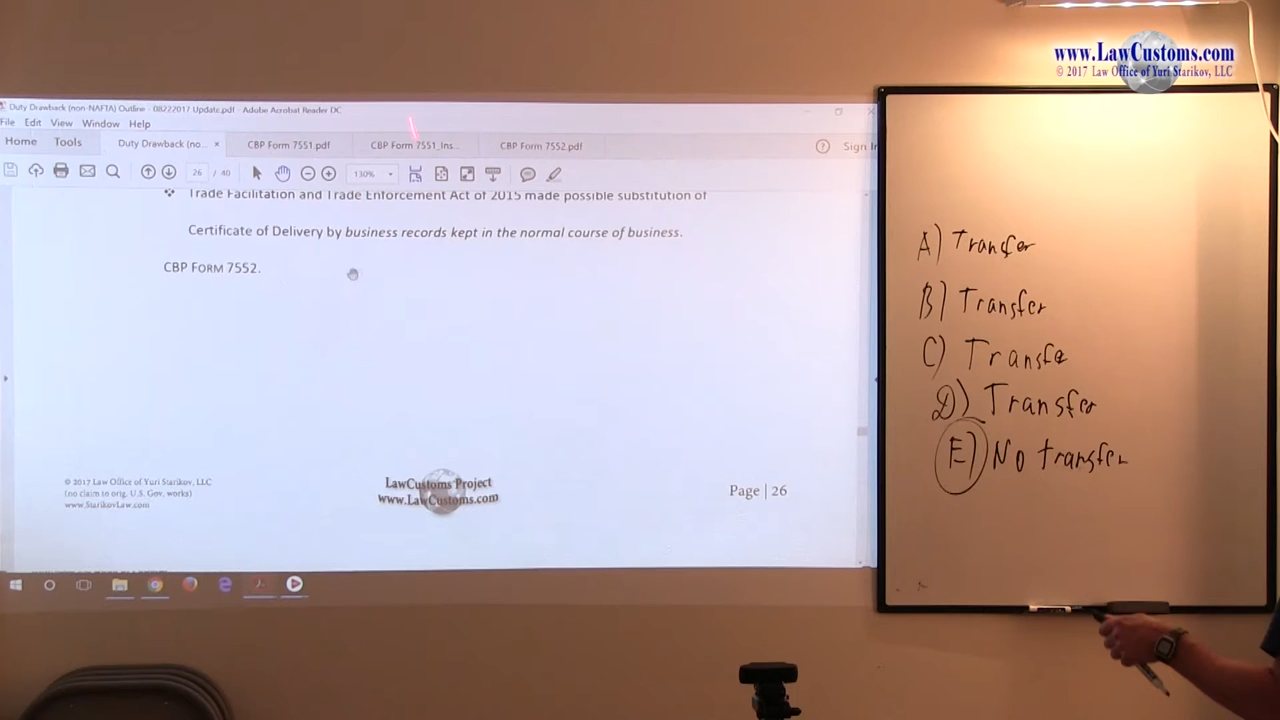 www.LawCustoms.com
© 2017 Law Office of Yuri Starikov, LLC
Duty Drawback (non-NAFTA) Outline - 08222017 Update.pdf - Adobe Acrobat Reader DC
File Edit View Window Help
Home Tools Duty Drawback (no... × CBP Form 7551.pdf CBP Form 7551_Ins... CBP Form 7552.pdf ? Sign In
26 / 40 130%
❖ Trade Facilitation and Trade Enforcement Act of 2015 made possible substitution of
Certificate of Delivery by business records kept in the normal course of business.
CBP FORM 7552.
© 2017 Law Office of Yuri Starikov, LLC
(no claim to orig. U.S. Gov. works)
www.StarikovLaw.com
LawCustoms Project
www.LawCustoms.com
Page | 26
A) Transfer
B) Transfer
C) Transfe
D) Transfer
E) No transfer